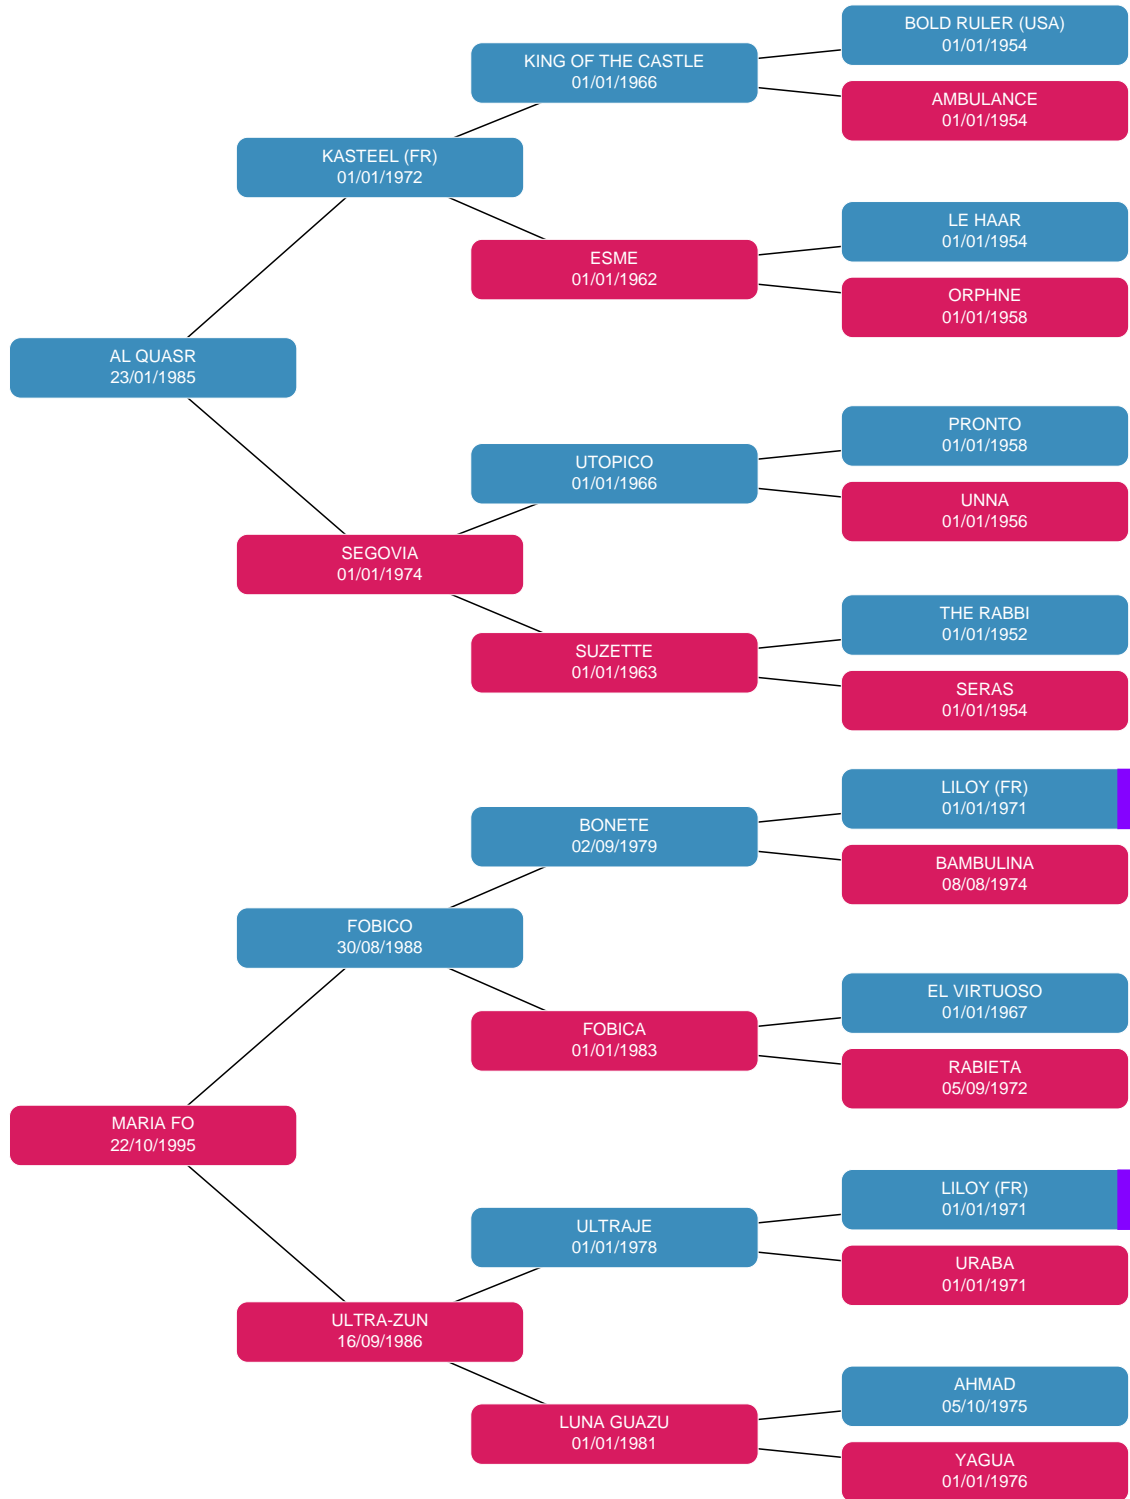 BOLD RULER (USA)
01/01/1954
KING OF THE CASTLE
01/01/1966
AMBULANCE
01/01/1954
KASTEEL (FR)
01/01/1972
LE HAAR
01/01/1954
ESME
01/01/1962
ORPHNE
01/01/1958
AL QUASR
23/01/1985
PRONTO
01/01/1958
UTOPICO
01/01/1966
UNNA
01/01/1956
SEGOVIA
01/01/1974
THE RABBI
01/01/1952
SUZETTE
01/01/1963
SERAS
01/01/1954
LILOY (FR)
01/01/1971
BONETE
02/09/1979
BAMBULINA
08/08/1974
FOBICO
30/08/1988
EL VIRTUOSO
01/01/1967
FOBICA
01/01/1983
RABIETA
05/09/1972
MARIA FO
22/10/1995
LILOY (FR)
01/01/1971
ULTRAJE
01/01/1978
URABA
01/01/1971
ULTRA-ZUN
16/09/1986
AHMAD
05/10/1975
LUNA GUAZU
01/01/1981
YAGUA
01/01/1976